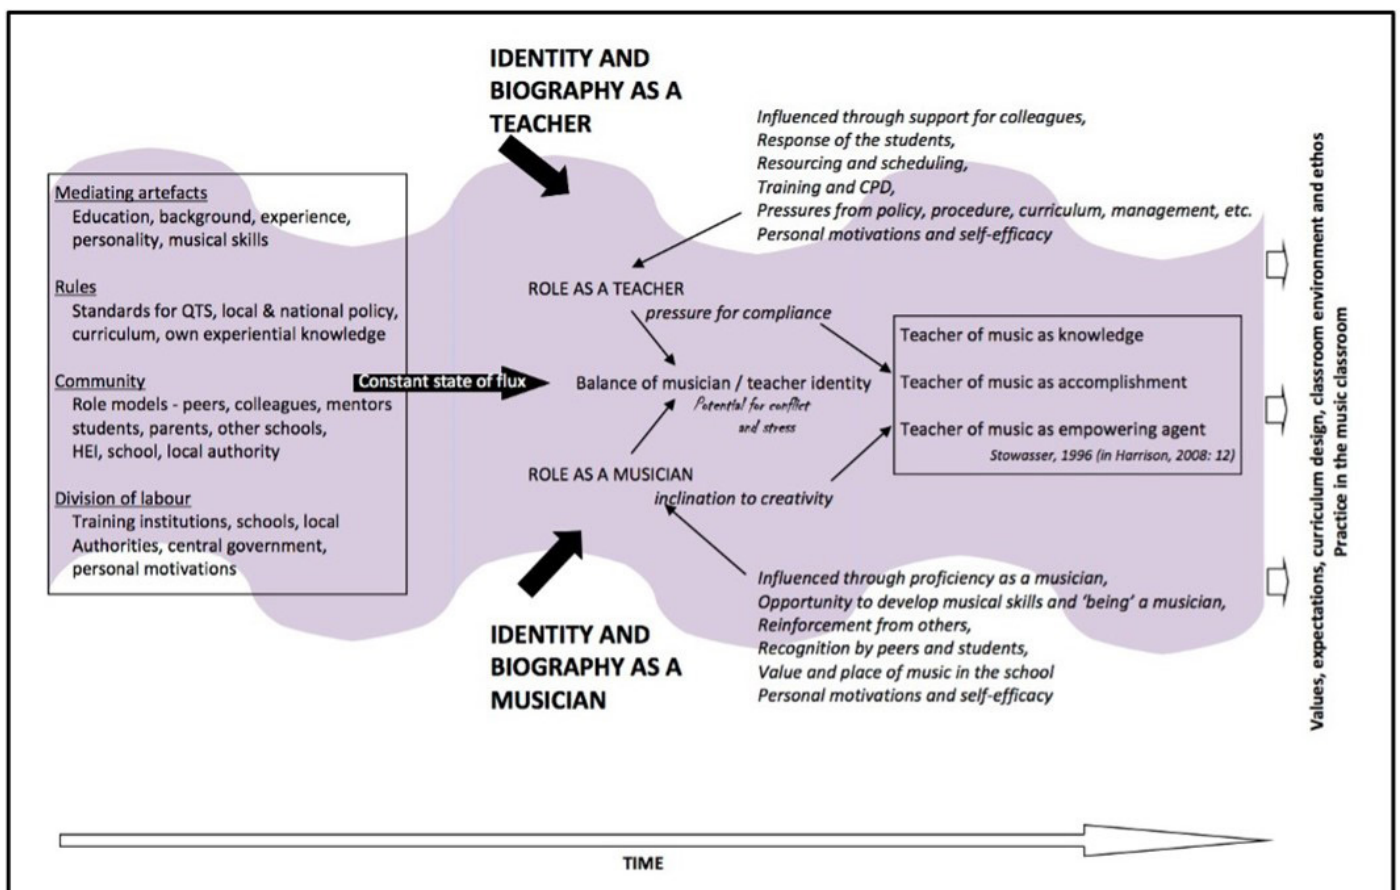 IDENTITY AND
BIOGRAPHY AS A
TEACHER
Influenced through support for colleagues,
Response of the students,
Resourcing and scheduling,
Training and CPD,
Pressures from policy, procedure, curriculum, management, etc.
Personal motivations and self-efficacy
Mediating artefacts
Education, background, experience,
personality, musical skills
Rules
Standards for QTS, local & national policy,
curriculum, own experiential knowledge
Community
Role models - peers, colleagues, mentors
students, parents, other schools,
HEI, school, local authority
Division of labour
Training institutions, schools, local
Authorities, central government,
personal motivations
Constant state of flux
ROLE AS A TEACHER
pressure for compliance
Balance of musician / teacher identity
Potential for conflict
and stress
ROLE AS A MUSICIAN
inclination to creativity
Teacher of music as knowledge
Teacher of music as accomplishment
Teacher of music as empowering agent
Stowasser, 1996 (in Harrison, 2008: 12)
IDENTITY AND
BIOGRAPHY AS A
MUSICIAN
Influenced through proficiency as a musician,
Opportunity to develop musical skills and ‘being’ a musician,
Reinforcement from others,
Recognition by peers and students,
Value and place of music in the school
Personal motivations and self-efficacy
Values, expectations, curriculum design, classroom environment and ethos
Practice in the music classroom
TIME